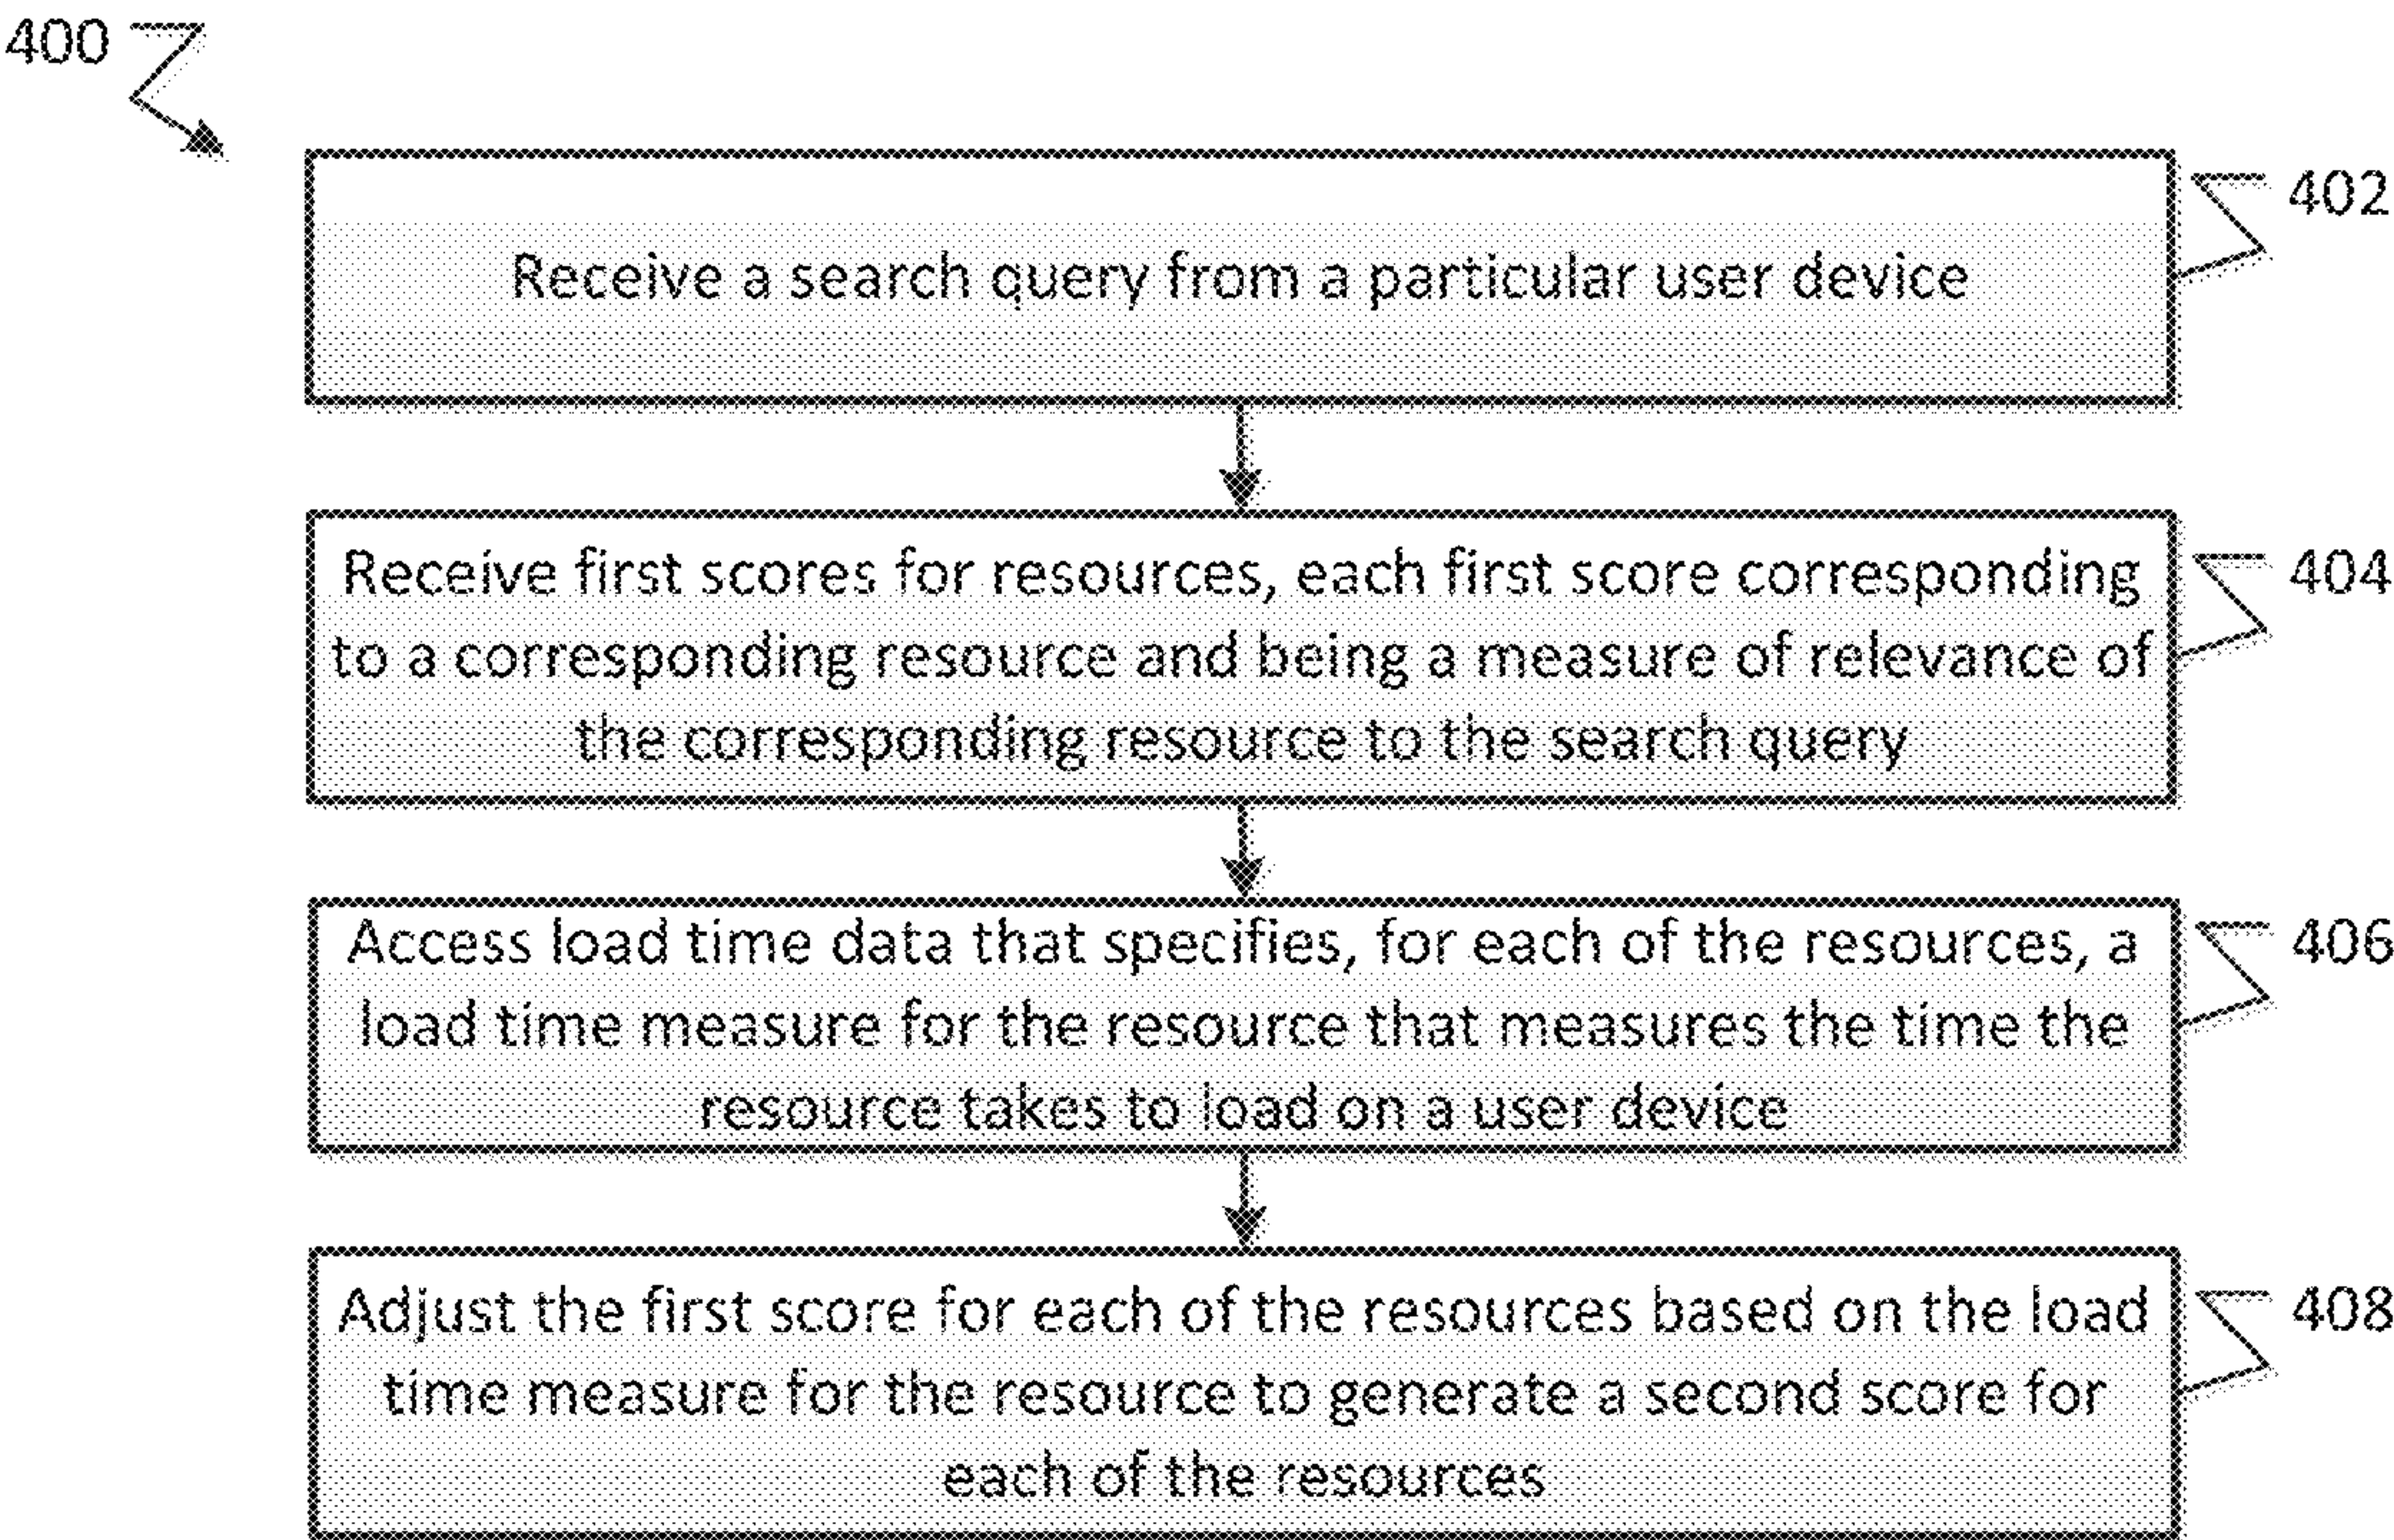 400
Receive a search query from a particular user device
402
Receive first scores for resources, each first score corresponding
to a corresponding resource and being a measure of relevance of
the corresponding resource to the search query
404
Access load time data that specifies, for each of the resources, a
load time measure for the resource that measures the time the
resource takes to load on a user device
406
Adjust the first score for each of the resources based on the load
time measure for the resource to generate a second score for
each of the resources
408